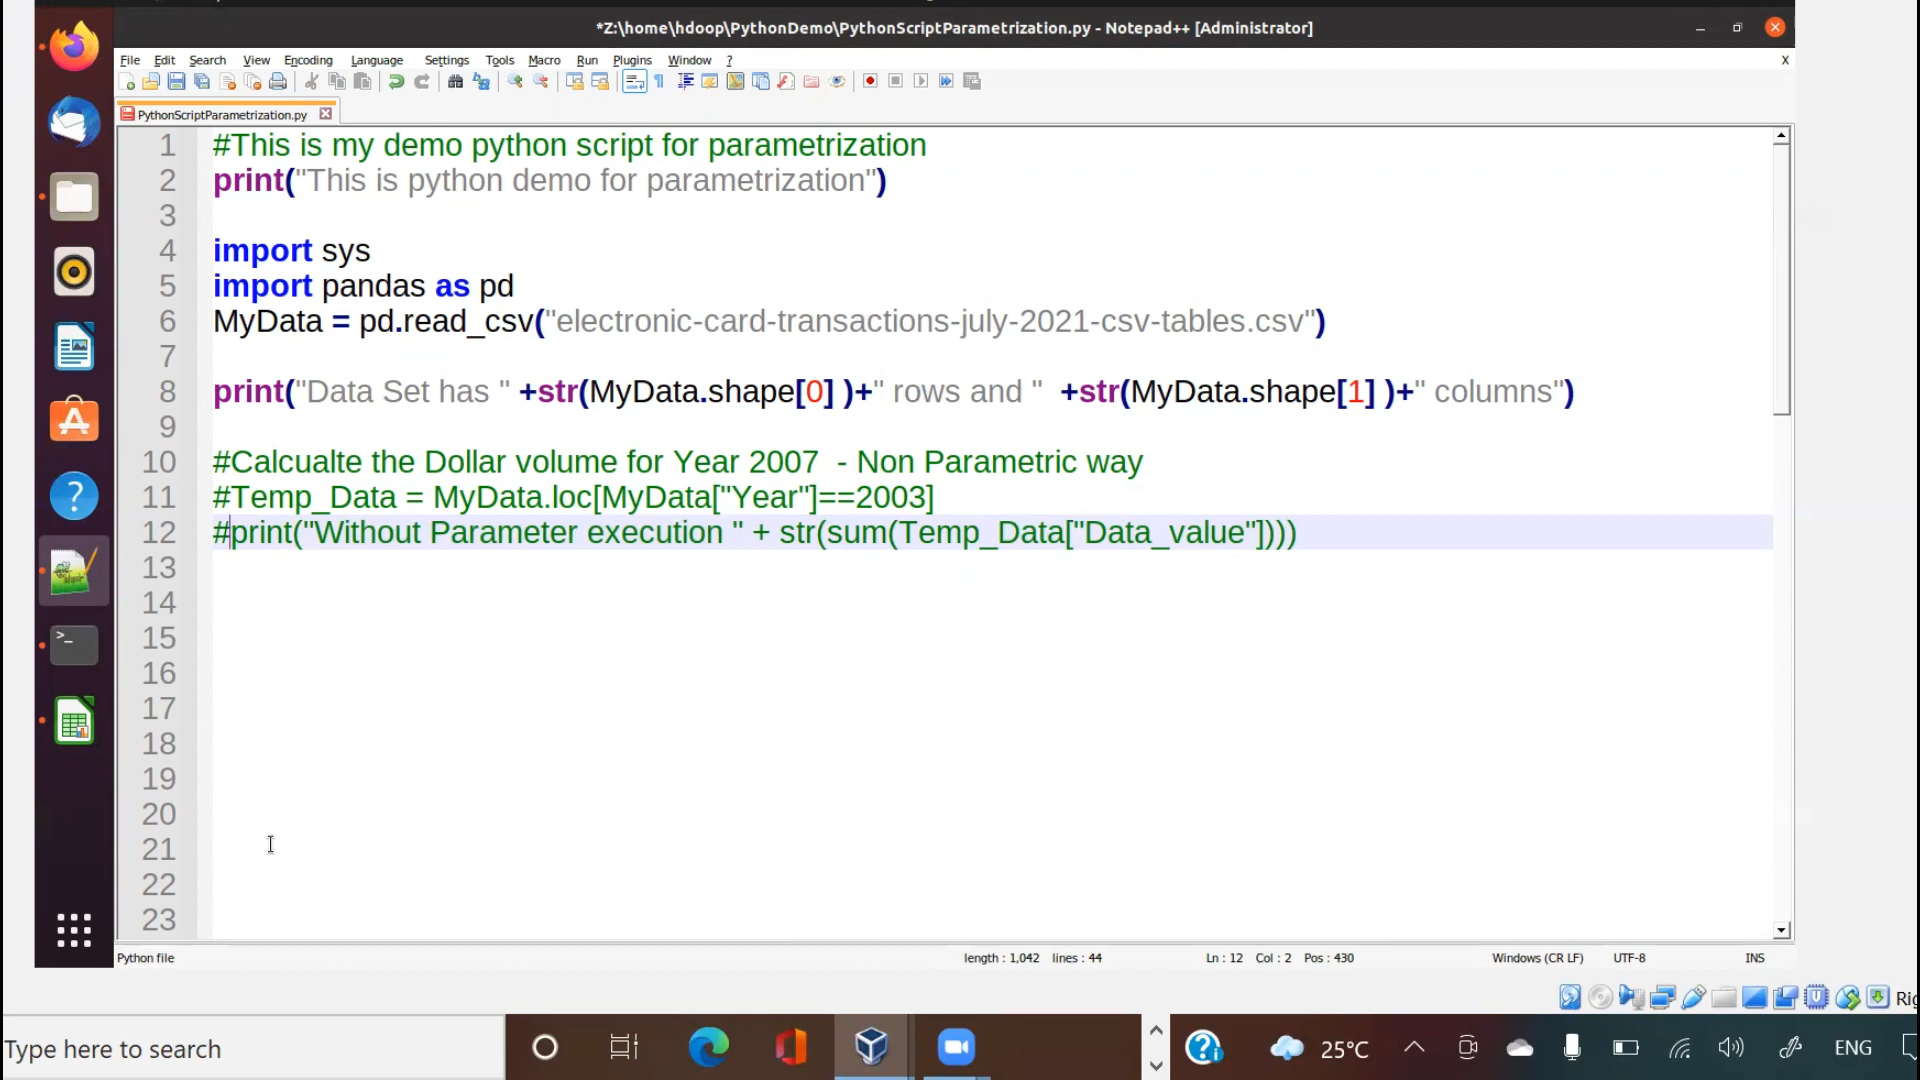 *Z:\home\hdoop\PythonDemo\PythonScriptParametrization.py - Notepad++ [Administrator]
File Edit Search View Encoding Language Settings Tools Macro Run Plugins Window ? X
PythonScriptParametrization.py
1 #This is my demo python script for parametrization
2 print("This is python demo for parametrization")
3
4 import sys
5 import pandas as pd
6 MyData = pd.read_csv("electronic-card-transactions-july-2021-csv-tables.csv")
7
8 print("Data Set has " +str(MyData.shape[0] )+" rows and "  +str(MyData.shape[1] )+" columns")
9
10 #Calcualte the Dollar volume for Year 2007  - Non Parametric way
11 #Temp_Data = MyData.loc[MyData["Year"]==2003]
12 #print("Without Parameter execution " + str(sum(Temp_Data["Data_value"])))
13
14
15
16
17
18
19
20
21
22
23
Python file length : 1,042 lines : 44 Ln : 12 Col : 2 Pos : 430 Windows (CR LF) UTF-8 INS
Type here to search 25°C ENG